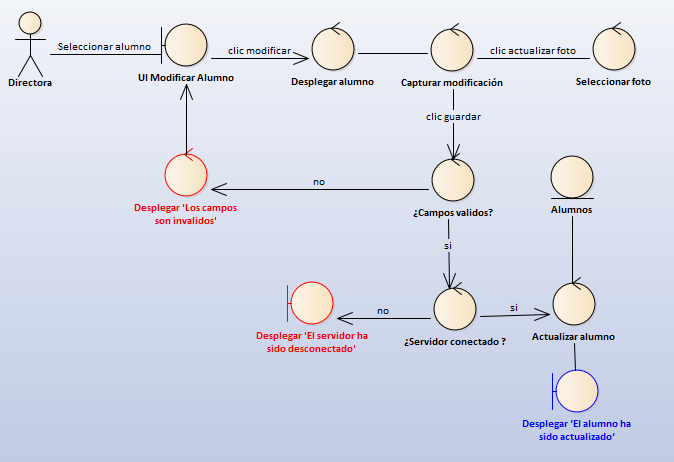 Seleccionar alumno
Directora
UI Modificar Alumno
clic modificar
Desplegar alumno
Capturar modificación
clic actualizar foto
Seleccionar foto
clic guardar
no
Desplegar 'Los campos
son invalidos'
¿Campos validos?
Alumnos
si
no
Desplegar 'El servidor ha
sido desconectado'
¿Servidor conectado ?
si
Actualizar alumno
Desplegar 'El alumno ha
sido actualizado'